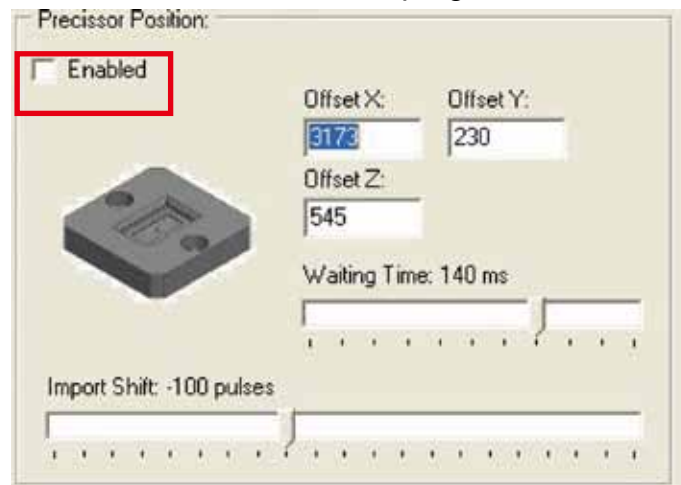 Precissor Position:
Enabled
Offset X: Offset Y:
3173 230
Offset Z:
545
Waiting Time: 140 ms
Import Shift: -100 pulses